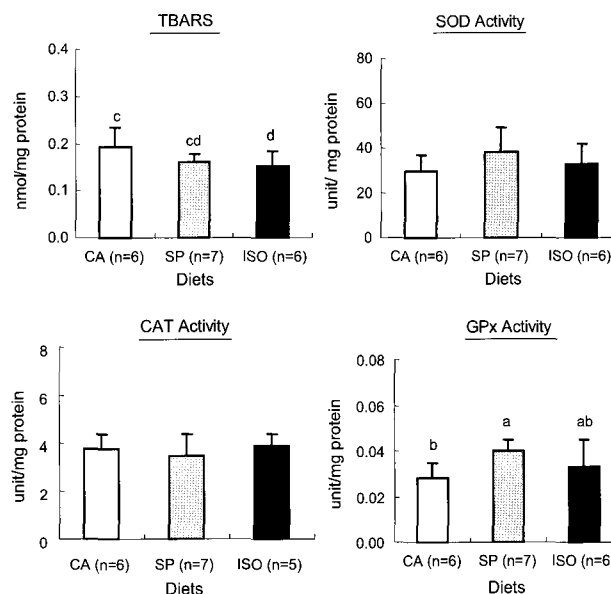 TBARS
nmol/mg protein
0.4
0.3
0.2
0.1
0.0
c
cd
d
CA (n=6) SP (n=7) ISO (n=6)
Diets
SOD Activity
unit/ mg protein
80
60
40
20
0
CA (n=6) SP (n=7) ISO (n=6)
Diets
CAT Activity
unit/mg protein
8
6
4
2
0
CA (n=6) SP (n=7) ISO (n=5)
Diets
GPx Activity
unit/mg protein
0.08
0.06
0.04
0.02
0.00
b
a
ab
CA (n=6) SP (n=7) ISO (n=6
Diets